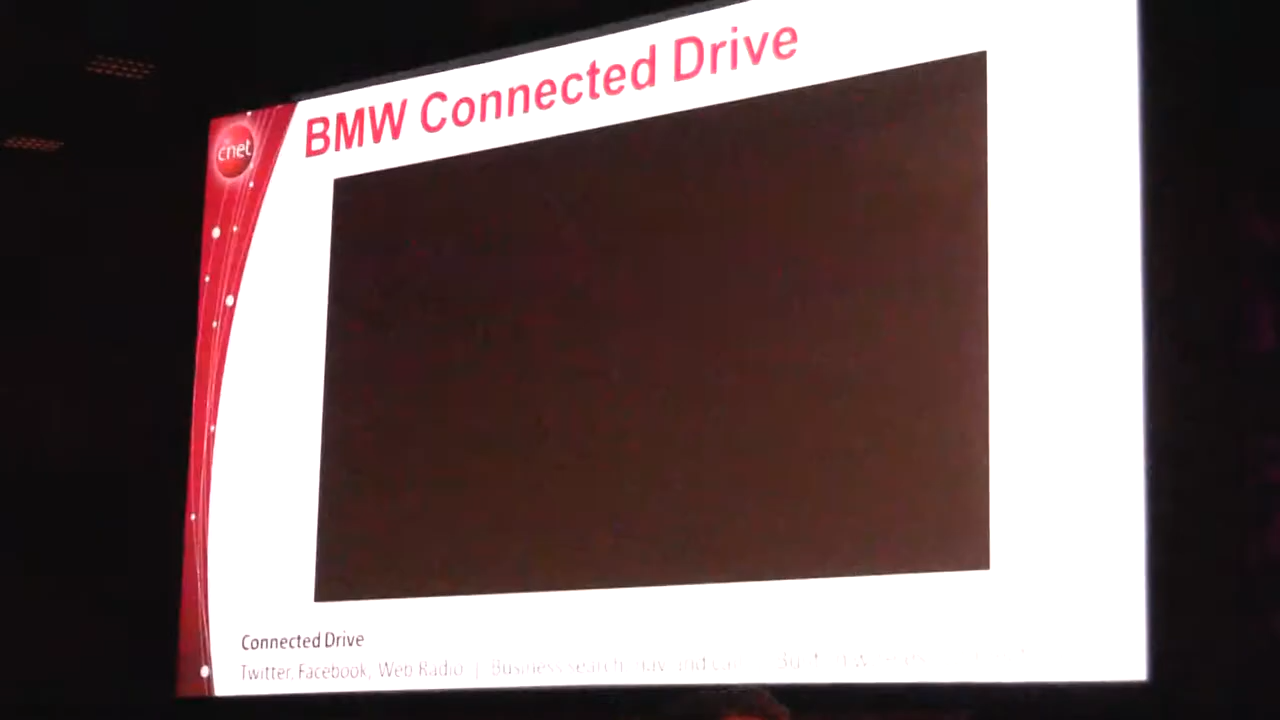 BMW Connected Drive
cnet
Connected Drive
Twitter, Facebook, Web Radio | Business search